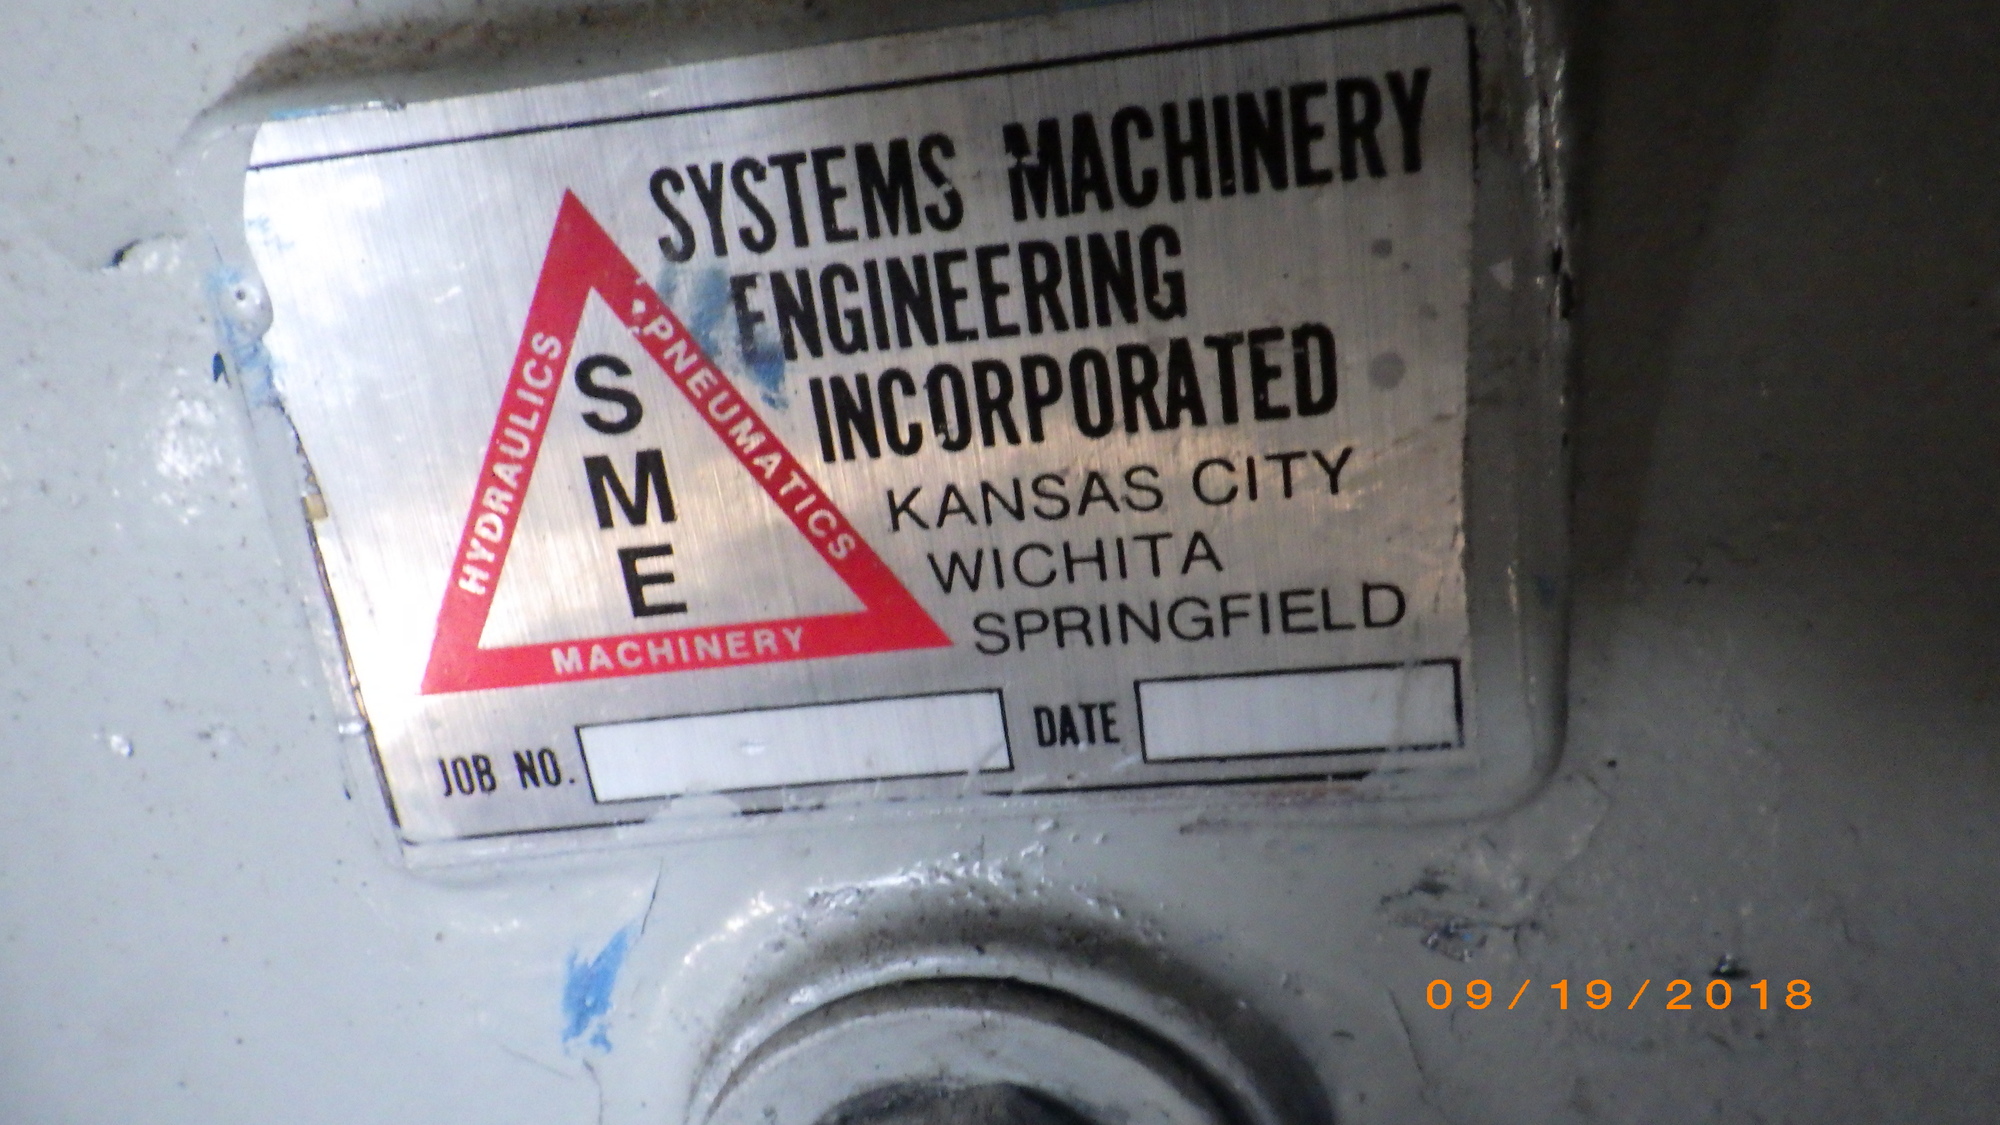 SYSTEMS MACHINERY
ENGINEERING
INCORPORATED
KANSAS CITY
WICHITA
SPRINGFIELD
HYDRAULICS
• PNEUMATICS
MACHINERY
S
M
E
JOB NO.
DATE
09/19/2018